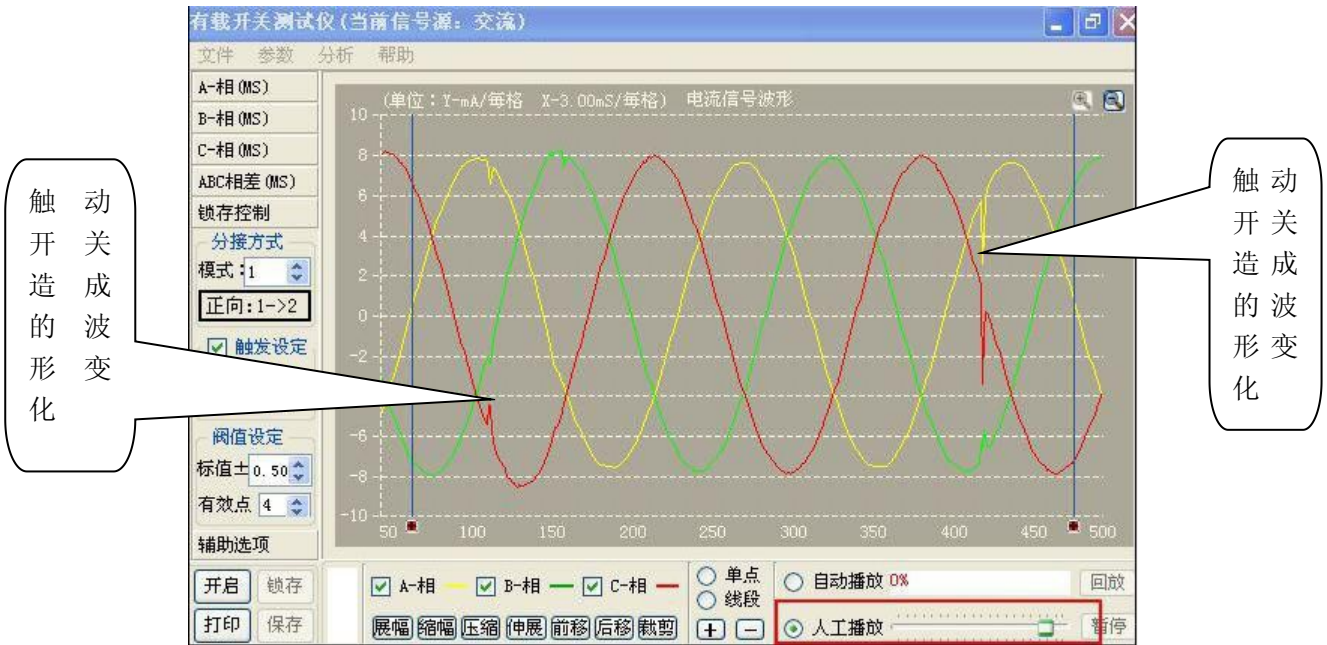 有载开关测试仪(当前信号源: 交流)
文件 参数 分析 帮助
A-相(MS)
B-相(MS)
C-相(MS)
ABC相差(MS)
锁存控制
分接方式
模式:1
正向:1->2
触发设定
阀值设定
标值±0.50
有效点 4
辅助选项
开启 锁存
打印 保存
(单位:Y-mA/每格 X-3.00mS/每格) 电流信号波形
10
8
6
4
2
0
-2
-6
-8
-10
50 100 150 200 250 300 350 400 450 500
A-相 B-相 C-相
展幅 缩幅 压缩 伸展 前移 后移 裁剪
单点
线段
+ -
自动播放 0% 回放
人工播放 暂停
触动
开关
造成
的波
形变
化
触动
开关
造成
的波
形变
化